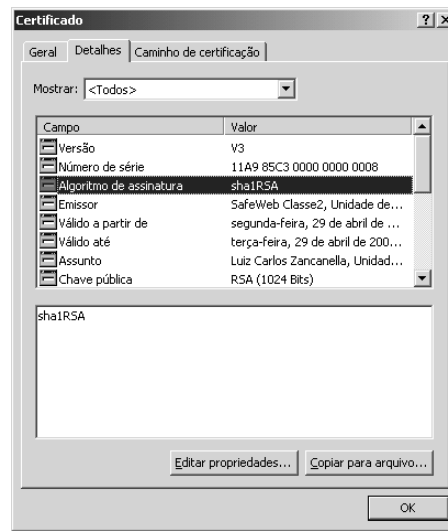 Certificado
Geral Detalhes Caminho de certificação
Mostrar: <Todos>
Campo Valor
Versão V3
Número de série 11A9 85C3 0000 0000 0008
Algoritmo de assinatura sha1RSA
Emissor SafeWeb Classe2, Unidade de...
Válido a partir de segunda-feira, 29 de abril de ...
Válido até terça-feira, 29 de abril de 200...
Assunto Luiz Carlos Zancanella, Unidad...
Chave pública RSA (1024 Bits)
sha1RSA
Editar propriedades... Copiar para arquivo...
OK